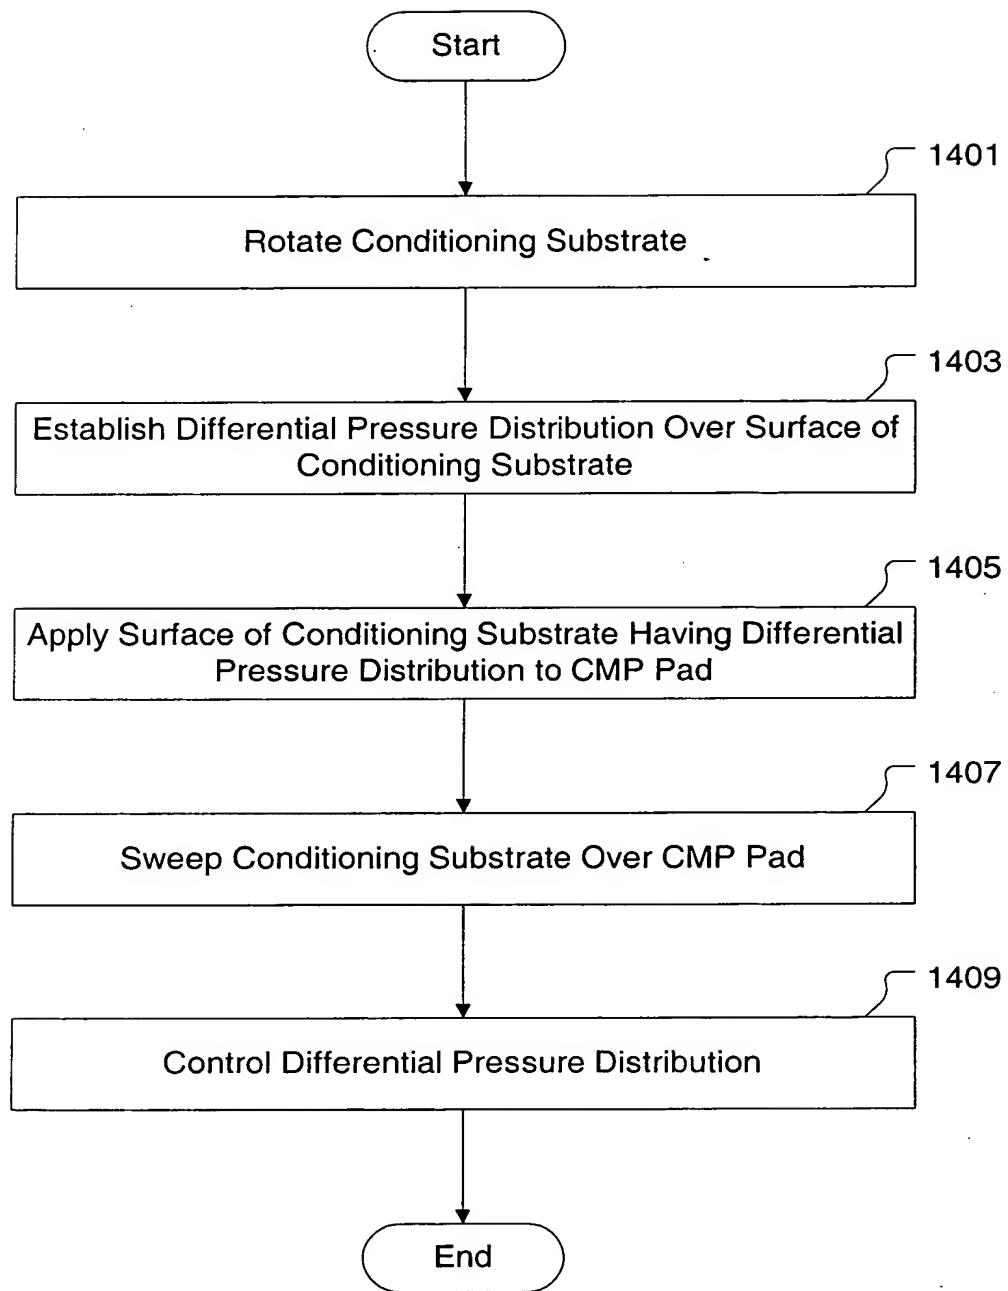 Start
1401
Rotate Conditioning Substrate
1403
Establish Differential Pressure Distribution Over Surface of
Conditioning Substrate
1405
Apply Surface of Conditioning Substrate Having Differential
Pressure Distribution to CMP Pad
1407
Sweep Conditioning Substrate Over CMP Pad
1409
Control Differential Pressure Distribution
End